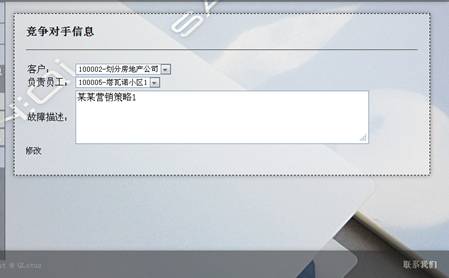 竞争对手信息
客户： 100002-划分房地产公司
负责员工： 100005-塔瓦诺小区1
故障描述： 某某营销策略1
修改
联系我们